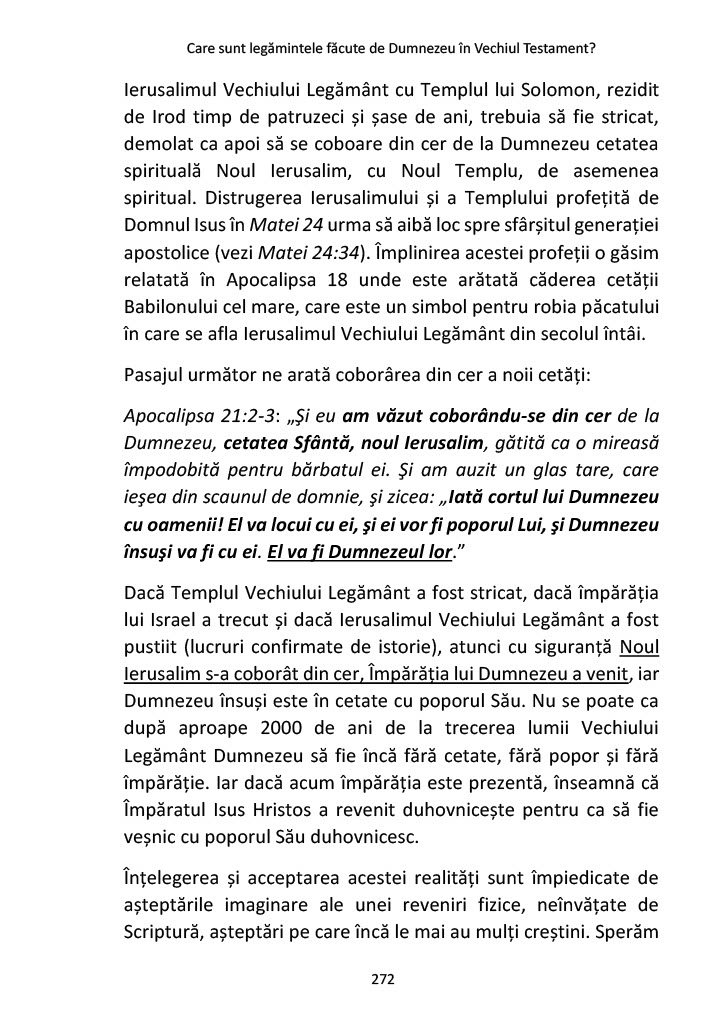 Care sunt legămintele făcute de Dumnezeu în Vechiul Testament?
Ierusalimul Vechiului Legământ cu Templul lui Solomon, rezidit
de Irod timp de patruzeci și șase de ani, trebuia să fie stricat,
demolat ca apoi să se coboare din cer de la Dumnezeu cetatea
spirituală Noul Ierusalim, cu Noul Templu, de asemenea
spiritual. Distrugerea Ierusalimului și a Templului profețită de
Domnul Isus în Matei 24 urma să aibă loc spre sfârșitul generației
apostolice (vezi Matei 24:34). Împlinirea acestei profeții o găsim
relatată în Apocalipsa 18 unde este arătată căderea cetății
Babilonului cel mare, care este un simbol pentru robia păcatului
în care se afla Ierusalimul Vechiului Legământ din secolul întâi.
Pasajul următor ne arată coborârea din cer a noii cetăți:
Apocalipsa 21:2-3: „Şi eu am văzut coborându-se din cer de la
Dumnezeu, cetatea Sfântă, noul Ierusalim, gătită ca o mireasă
împodobită pentru bărbatul ei. Şi am auzit un glas tare, care
ieşea din scaunul de domnie, şi zicea: „Iată cortul lui Dumnezeu
cu oamenii! El va locui cu ei, şi ei vor fi poporul Lui, şi Dumnezeu
însuşi va fi cu ei. El va fi Dumnezeul lor.”
Dacă Templul Vechiului Legământ a fost stricat, dacă împărăția
lui Israel a trecut și dacă Ierusalimul Vechiului Legământ a fost
pustiit (lucruri confirmate de istorie), atunci cu siguranță Noul
Ierusalim s-a coborât din cer, Împărăția lui Dumnezeu a venit, iar
Dumnezeu însuși este în cetate cu poporul Său. Nu se poate ca
după aproape 2000 de ani de la trecerea lumii Vechiului
Legământ Dumnezeu să fie încă fără cetate, fără popor și fără
împărăție. Iar dacă acum împărăția este prezentă, înseamnă că
Împăratul Isus Hristos a revenit duhovnicește pentru ca să fie
veșnic cu poporul Său duhovnicesc.
Înțelegerea și acceptarea acestei realități sunt împiedicate de
așteptările imaginare ale unei reveniri fizice, neînvățate de
Scriptură, așteptări pe care încă le mai au mulți creștini. Sperăm
272